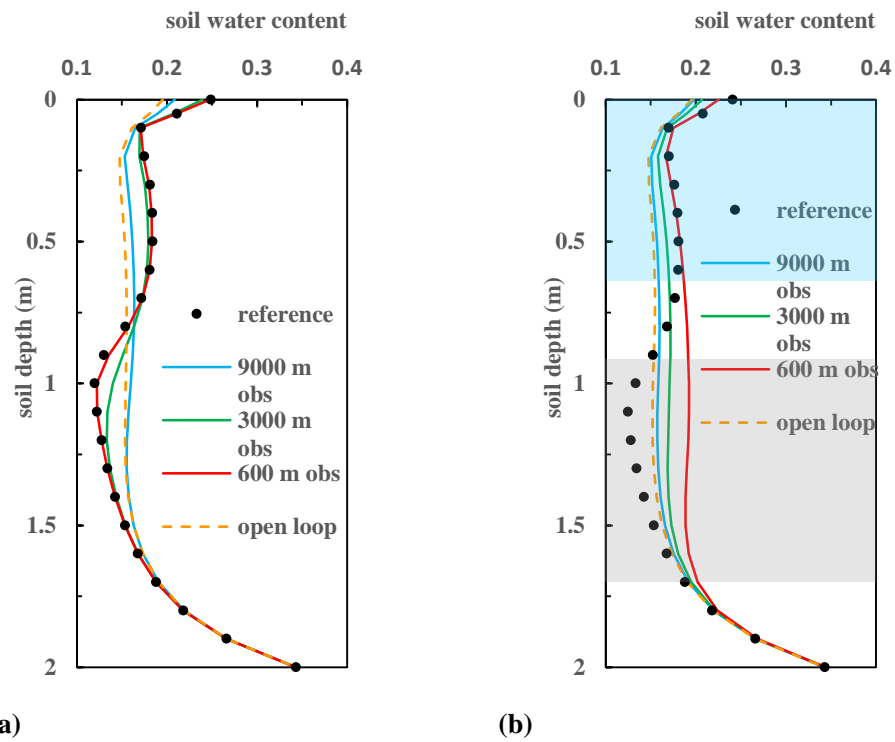 soil water content
0.1 0.2 0.3 0.4
0
0.5
1
1.5
2
soil depth (m)
reference
9000 m
obs
3000 m
obs
600 m obs
open loop
a)
soil water content
0.1 0.2 0.3 0.4
0
0.5
1
1.5
2
soil depth (m)
reference
9000 m
obs
3000 m
obs
600 m obs
open loop
(b)